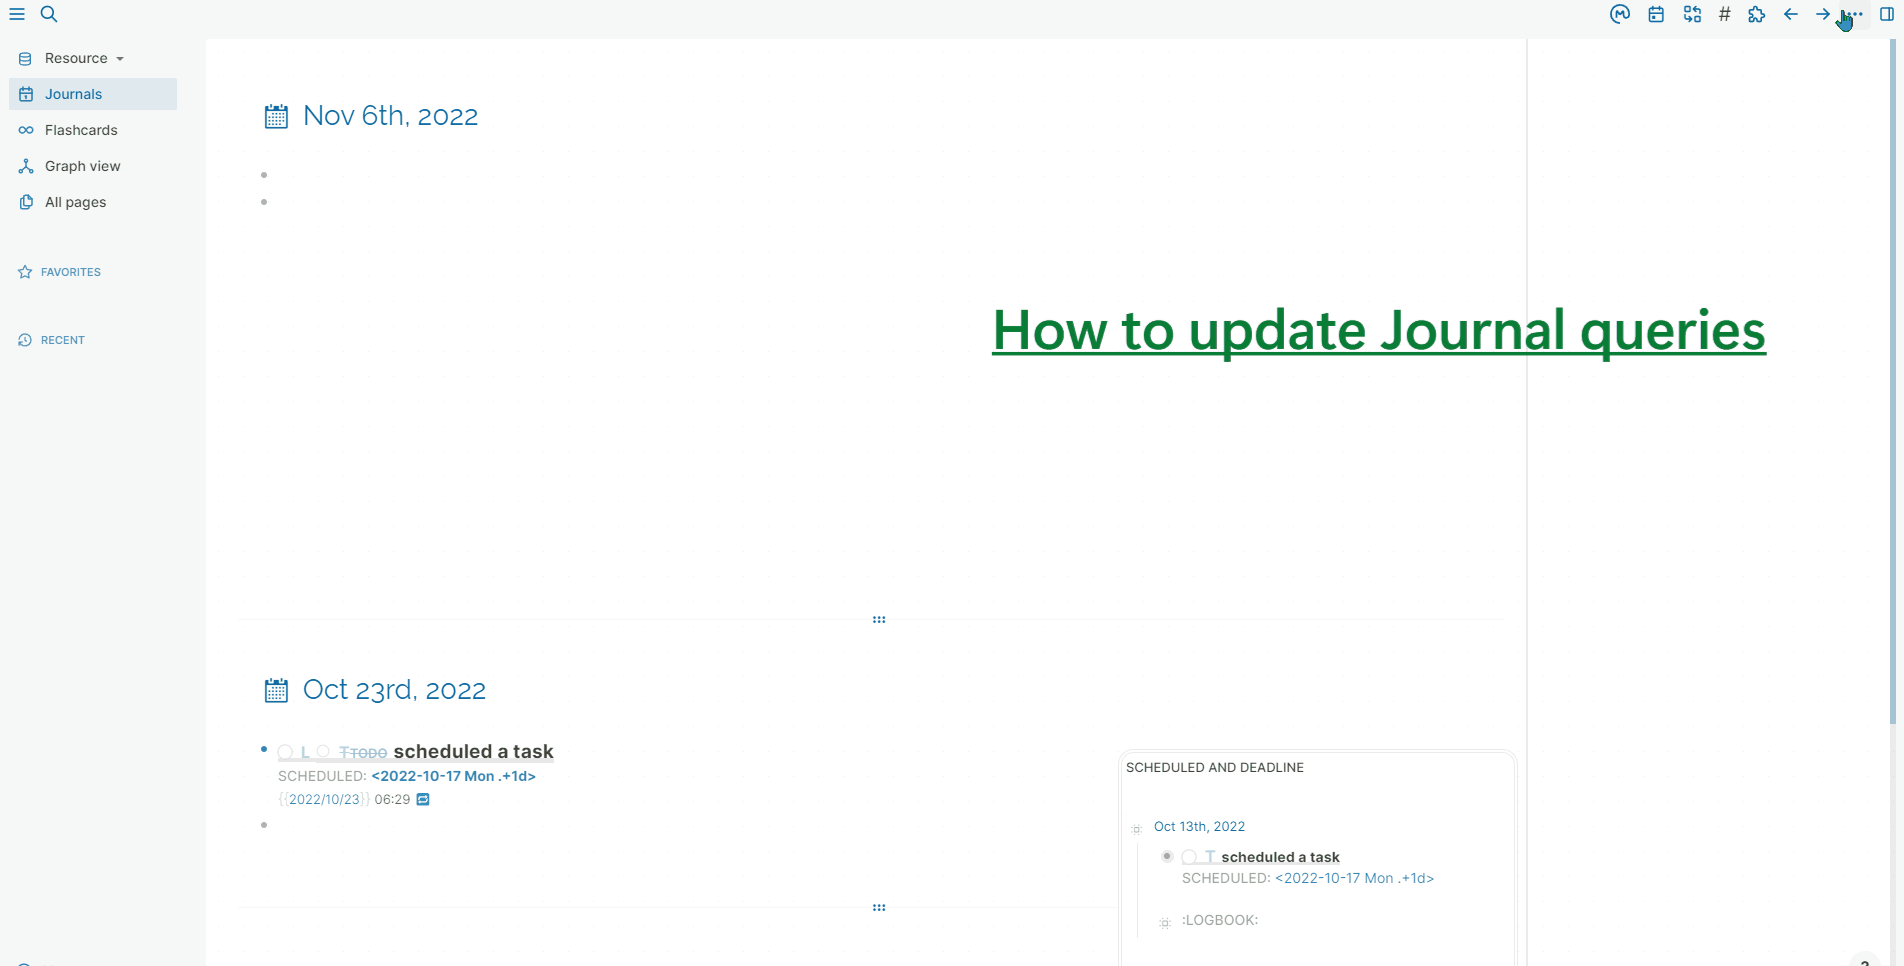 Resource
Journals
Flashcards
Graph view
All pages
FAVORITES
RECENT
Nov 6th, 2022
How to update Journal queries
Oct 23rd, 2022
L T TODO scheduled a task
SCHEDULED: <2022-10-17 Mon .+1d>
{{2022/10/23}} 06:29
SCHEDULED AND DEADLINE
Oct 13th, 2022
T scheduled a task
SCHEDULED: <2022-10-17 Mon .+1d>
:LOGBOOK: